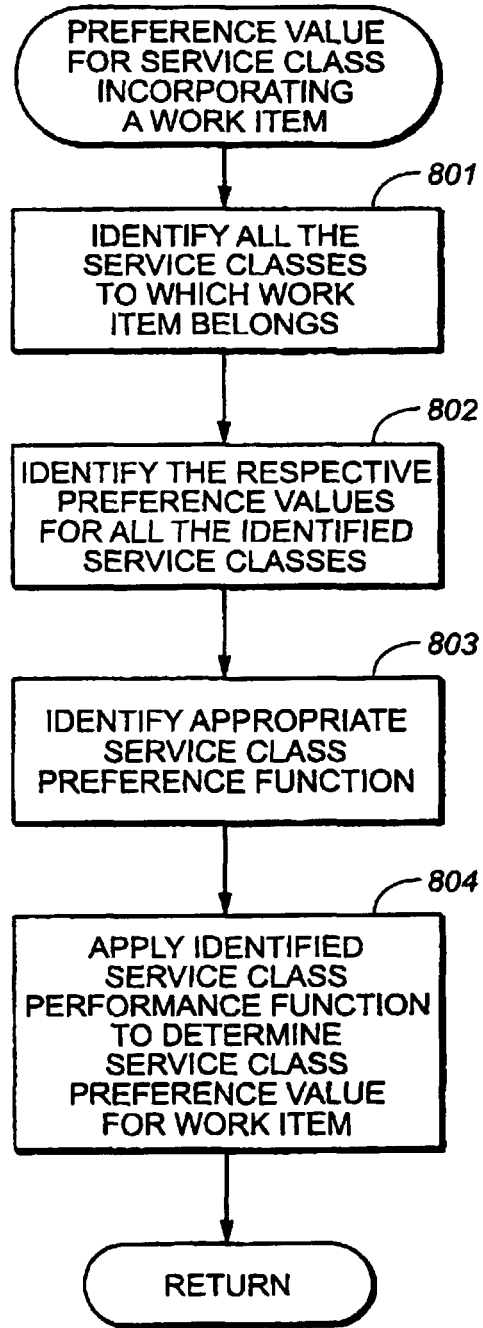 PREFERENCE VALUE
FOR SERVICE CLASS
INCORPORATING
A WORK ITEM
801
IDENTIFY ALL THE
SERVICE CLASSES
TO WHICH WORK
ITEM BELONGS
802
IDENTIFY THE RESPECTIVE
PREFERENCE VALUES
FOR ALL THE IDENTIFIED
SERVICE CLASSES
803
IDENTIFY APPROPRIATE
SERVICE CLASS
PREFERENCE FUNCTION
804
APPLY IDENTIFIED
SERVICE CLASS
PERFORMANCE FUNCTION
TO DETERMINE
SERVICE CLASS
PREFERENCE VALUE
FOR WORK ITEM
RETURN